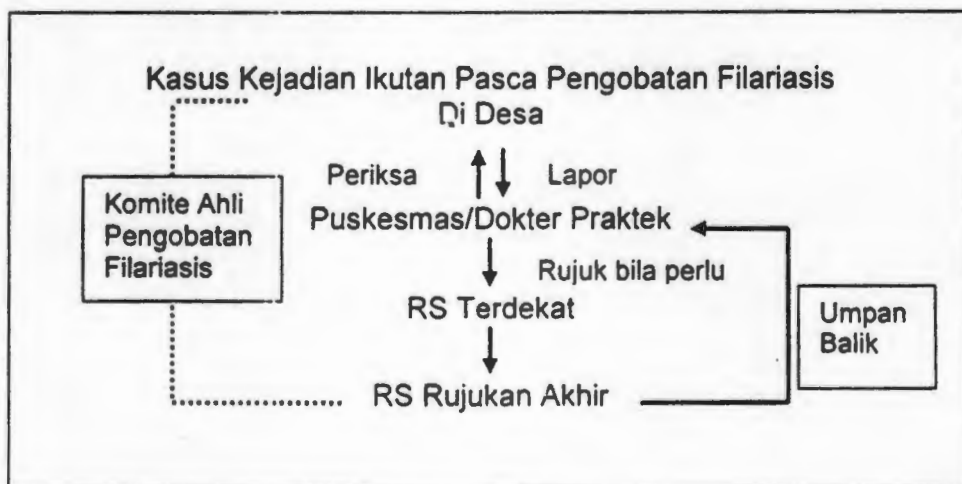 Kasus Kejadian Ikutan Pasca Pengobatan Filariasis
Di Desa
Periksa
Lapor
Komite Ahli
Pengobatan
Filariasis
Puskesmas/Dokter Praktek
Rujuk bila perlu
RS Terdekat
Umpan
Balik
RS Rujukan Akhir